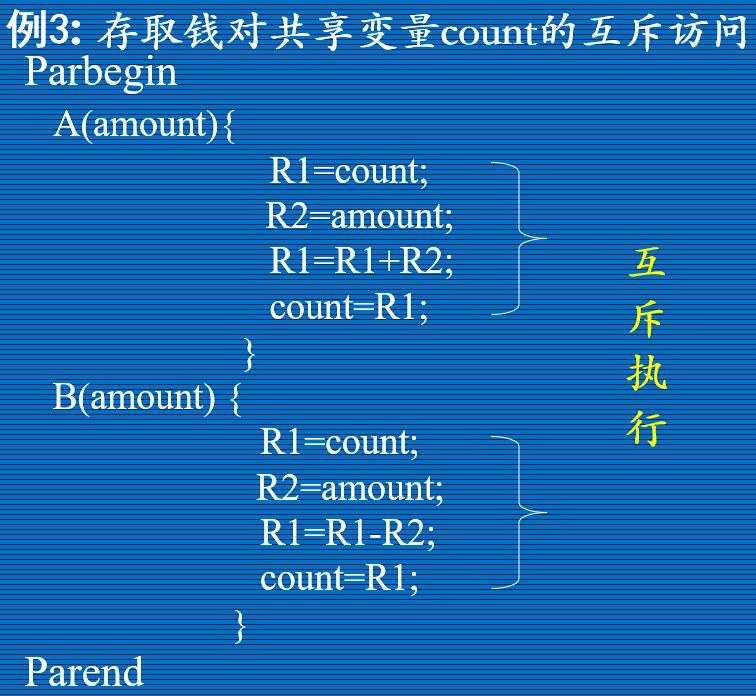 例3: 存取钱对共享变量count的互斥访问
Parbegin
A(amount){
R1=count;
R2=amount;
R1=R1+R2;
count=R1;
}
B(amount) {
R1=count;
R2=amount;
R1=R1-R2;
count=R1;
}
Parend
互
斥
执
行